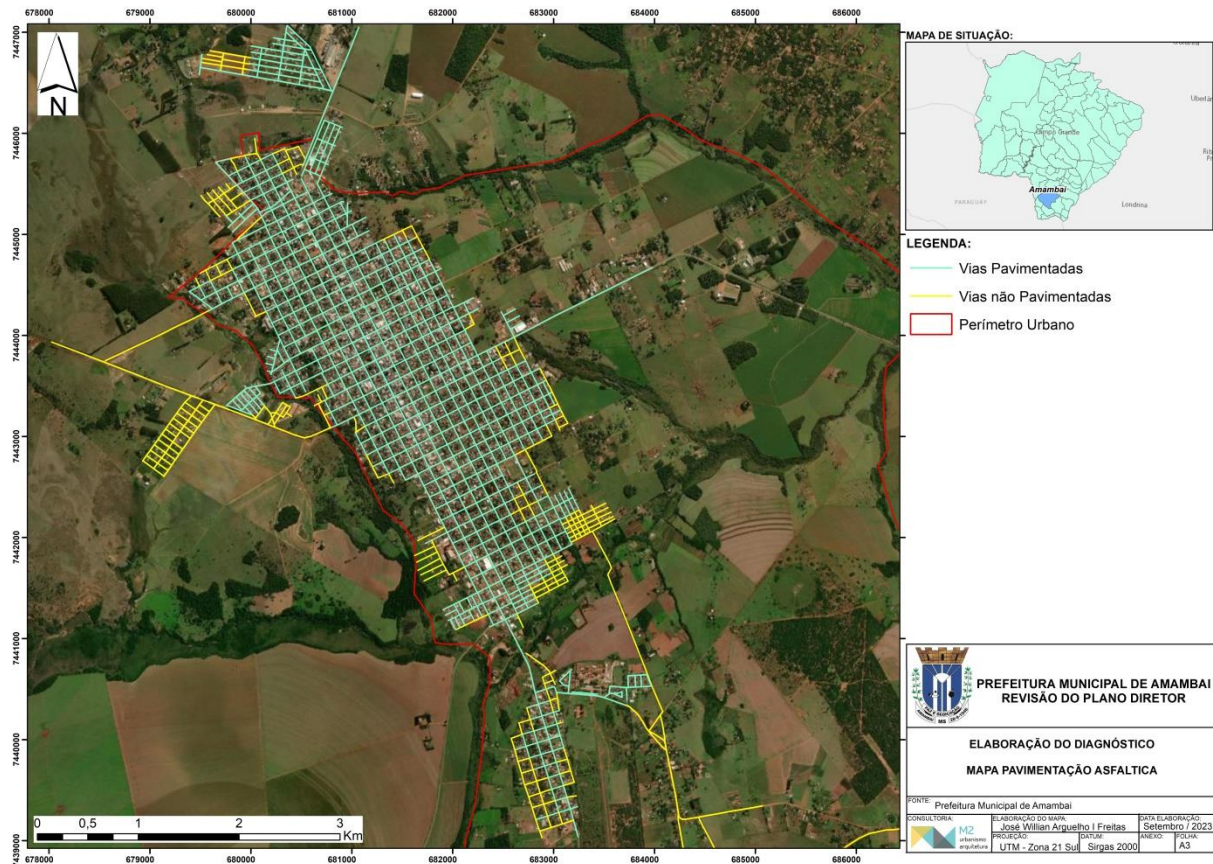 678000 679000 680000 681000 682000 683000 684000 685000 686000
7447000
7446000
7445000
7444000
7443000
7442000
7441000
7440000
7439000
N
0 0,5 1 2 3
Km
MAPA DE SITUAÇÃO:
Campo Grande
Amambai
PARAGUAY
Londrina
LEGENDA:
Vias Pavimentadas
Vias não Pavimentadas
Perímetro Urbano
PREFEITURA MUNICIPAL DE AMAMBAI
REVISÃO DO PLANO DIRETOR
ELABORAÇÃO DO DIAGNÓSTICO
MAPA PAVIMENTAÇÃO ASFALTICA
FONTE: Prefeitura Municipal de Amambai
CONSULTORIA:
M2
urbanismo
arquitetura
ELABORAÇÃO DO MAPA:
José Willian Arguelho I Freitas
DATA ELABORAÇÃO:
Setembro / 2023
PROJEÇÃO:
UTM - Zona 21 Sul
DATUM:
Sirgas 2000
ANEXO:
FOLHA:
A3